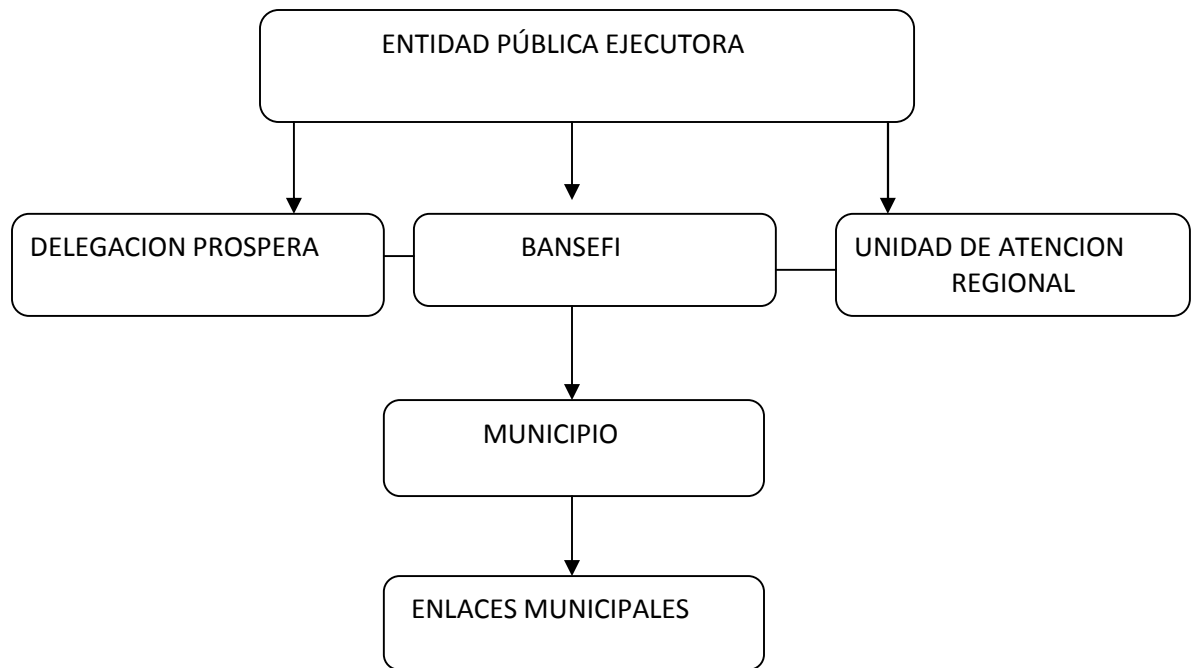 ENTIDAD PÚBLICA EJECUTORA
DELEGACION PROSPERA
BANSEFI
UNIDAD DE ATENCION
REGIONAL
MUNICIPIO
ENLACES MUNICIPALES